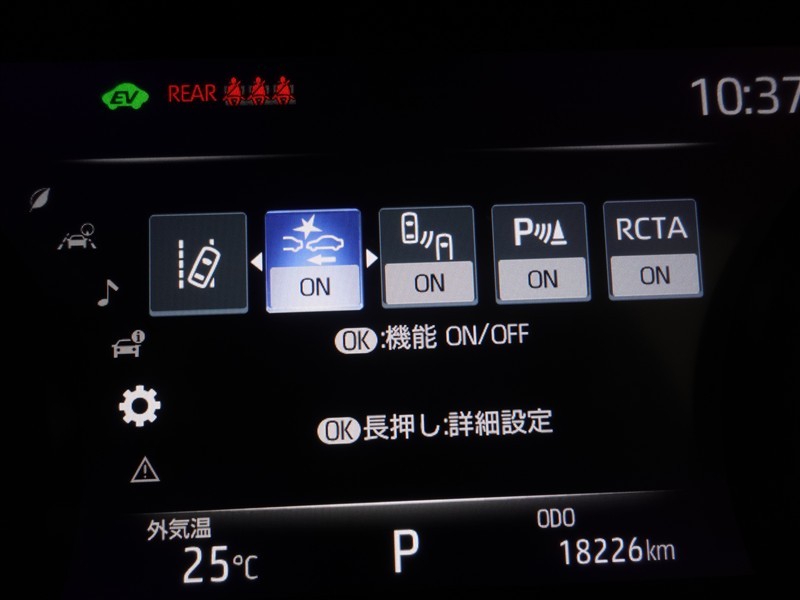 EV REAR 10:37
ON ON P ON RCTA ON
OK:機能 ON/OFF
OK長押し:詳細設定
外気温 ODO
25℃ P 18226km